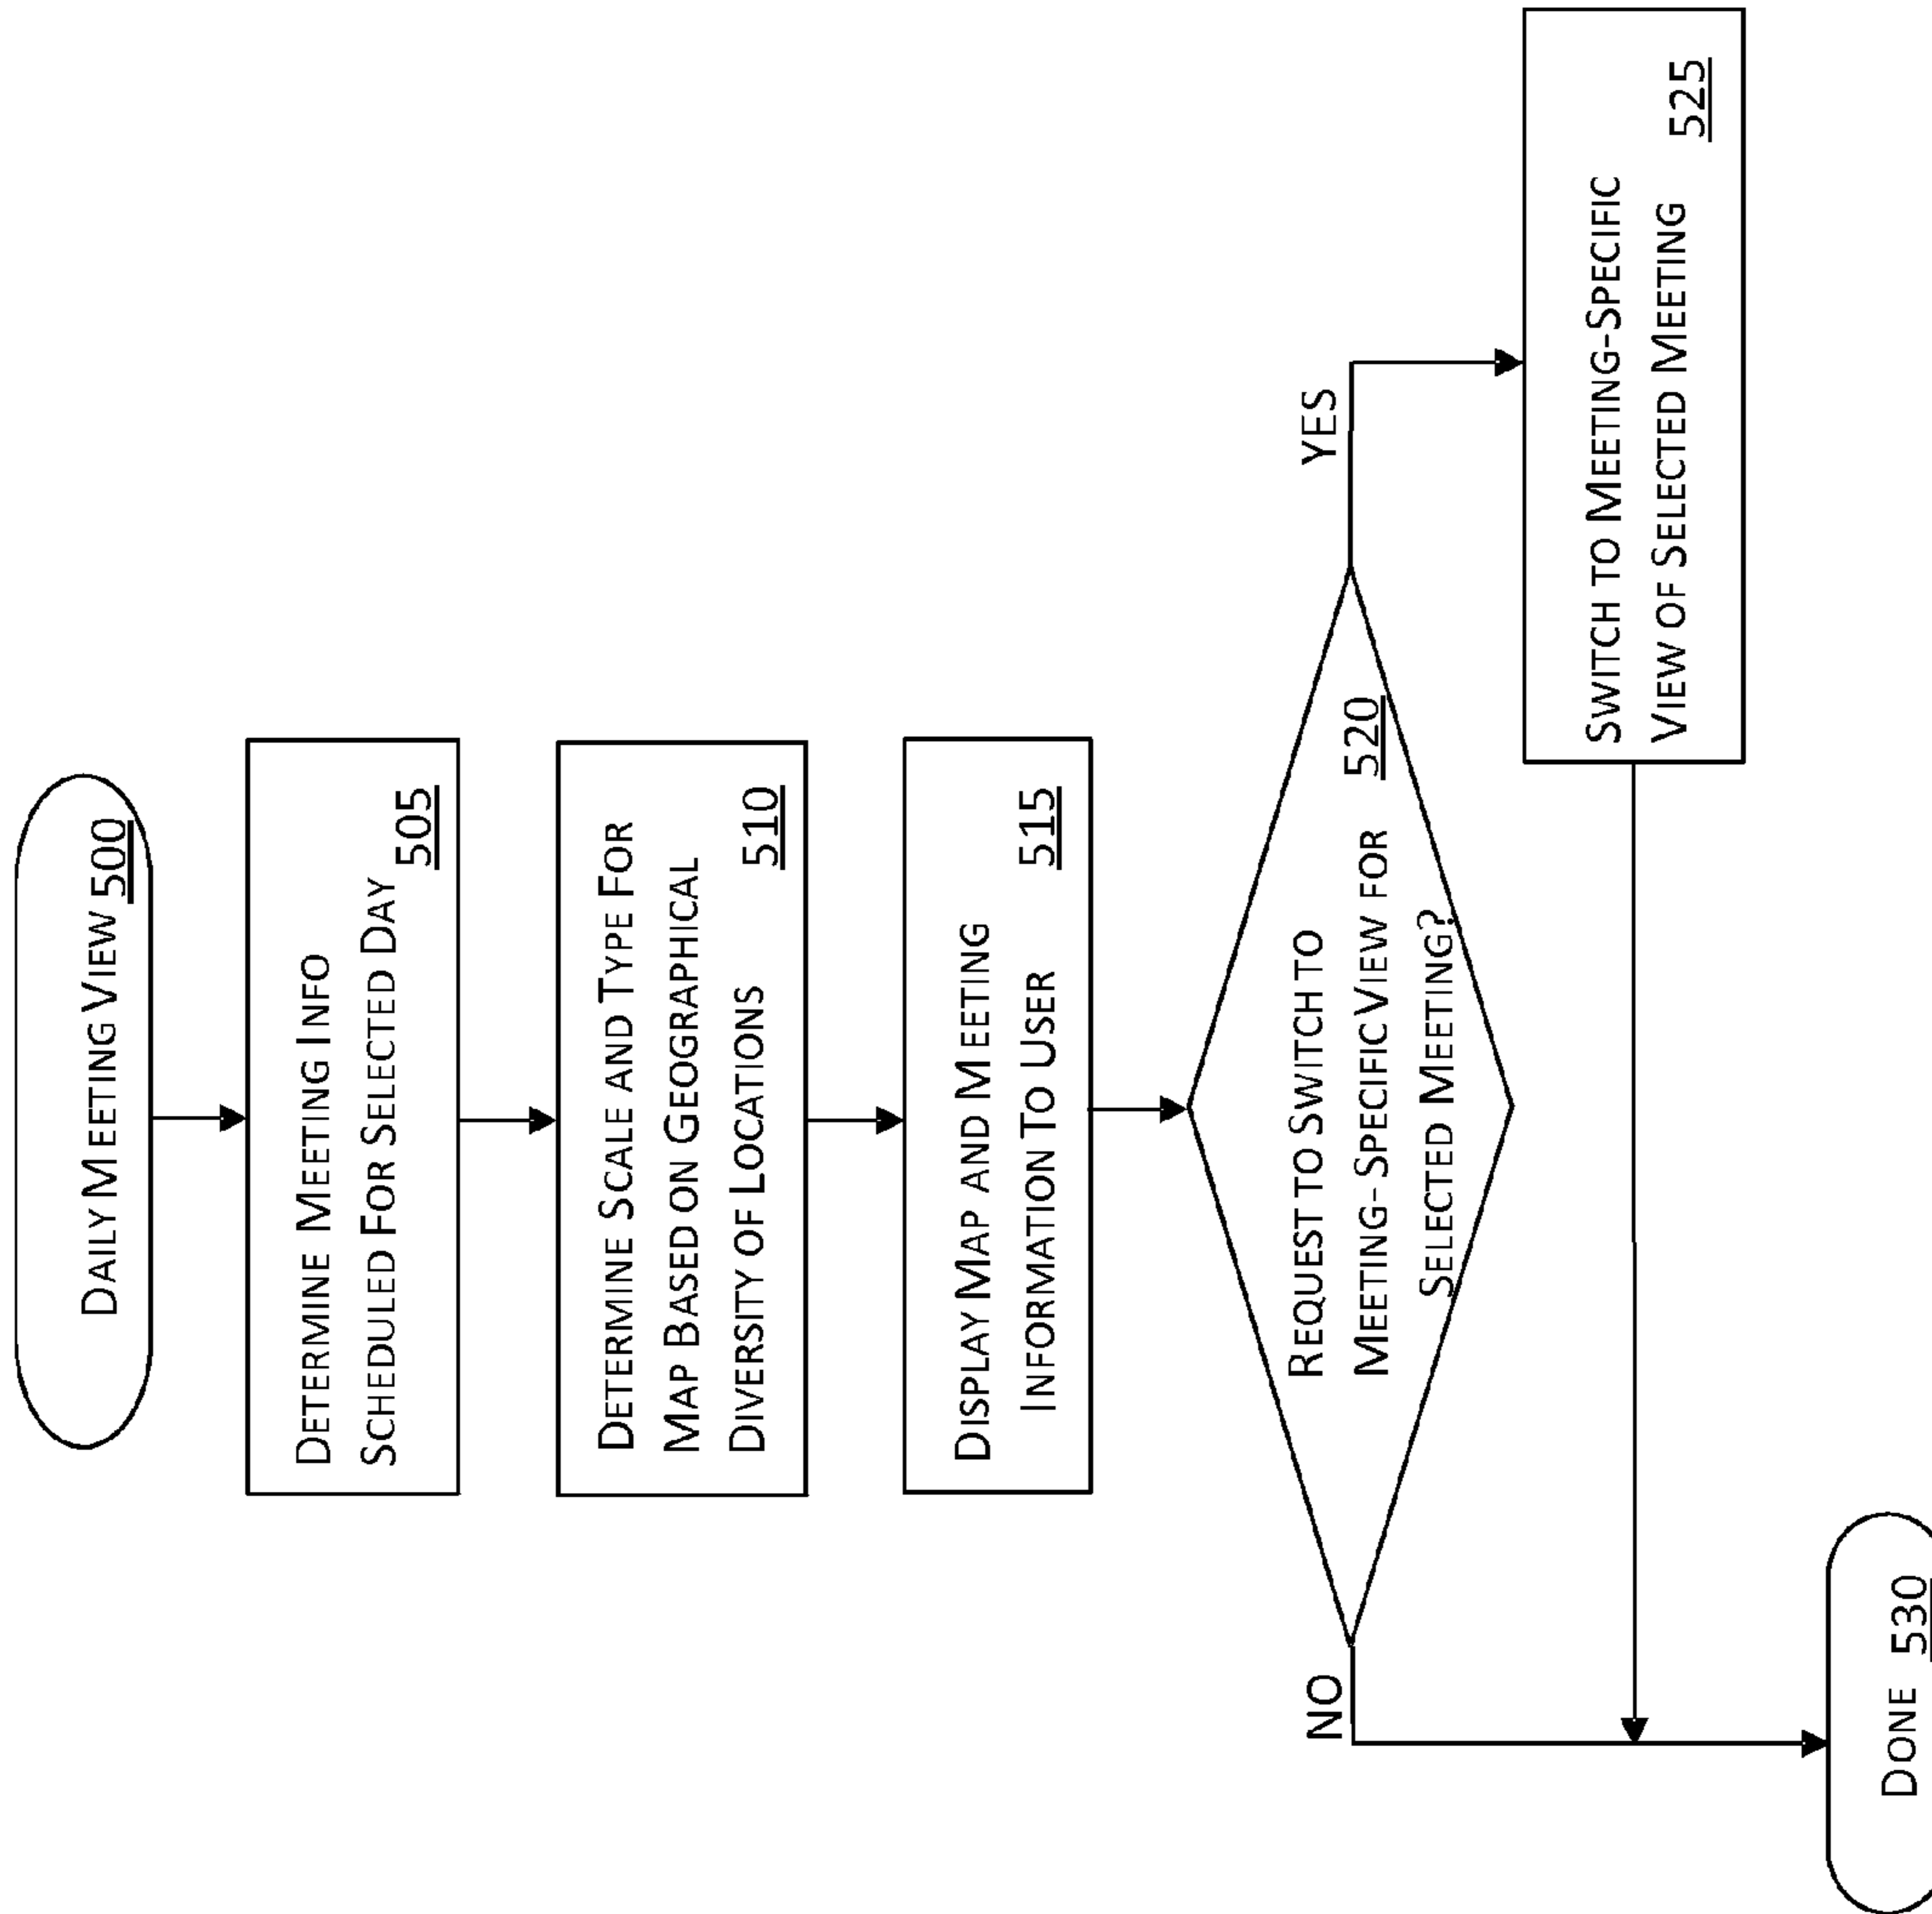 DAILY MEETING VIEW 500
DETERMINE MEETING INFO
SCHEDULED FOR SELECTED DAY
505
DETERMINE SCALE AND TYPE FOR
MAP BASED ON GEOGRAPHICAL
DIVERSITY OF LOCATIONS 510
DISPLAY MAP AND MEETING
INFORMATION TO USER 515
REQUEST TO SWITCH TO
MEETING-SPECIFIC VIEW FOR
SELECTED MEETING?
520
NO
YES
SWITCH TO MEETING-SPECIFIC
VIEW OF SELECTED MEETING
525
DONE 530